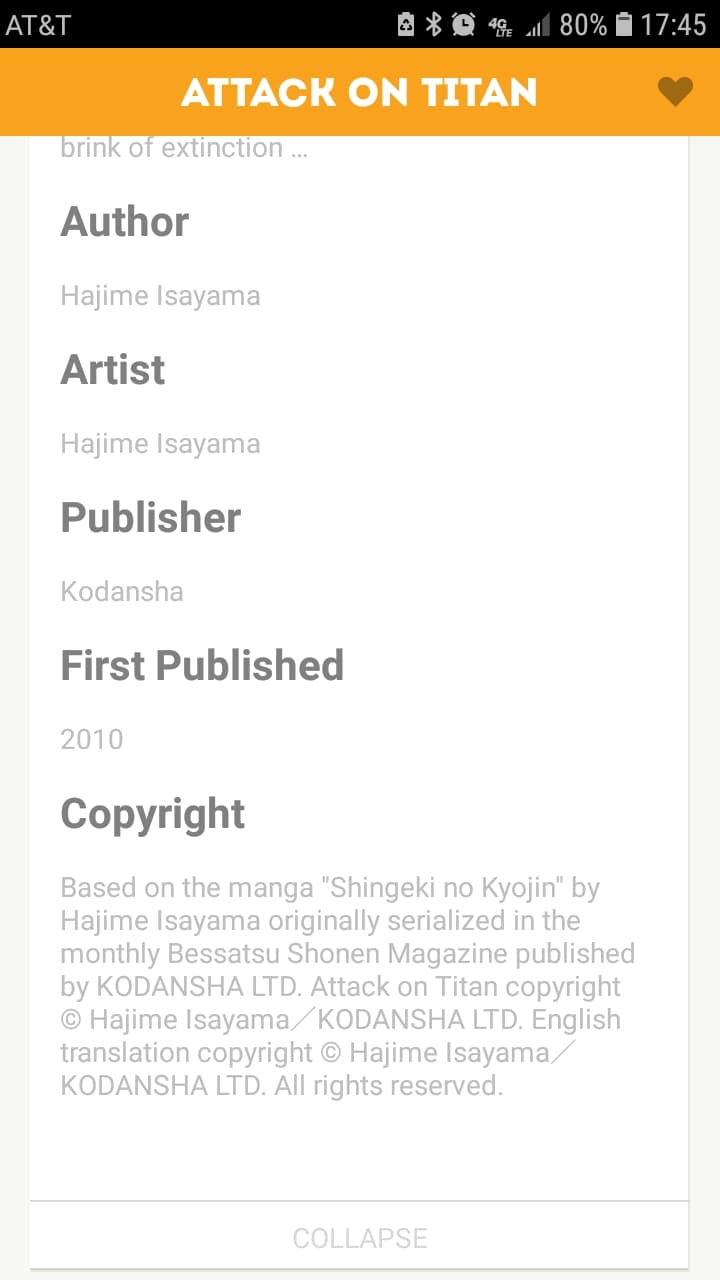 AT&T 4G LTE 80% 17:45
ATTACK ON TITAN
brink of extinction ...
Author
Hajime Isayama
Artist
Hajime Isayama
Publisher
Kodansha
First Published
2010
Copyright
Based on the manga "Shingeki no Kyojin" by
Hajime Isayama originally serialized in the
monthly Bessatsu Shonen Magazine published
by KODANSHA LTD. Attack on Titan copyright
© Hajime Isayama／KODANSHA LTD. English
translation copyright © Hajime Isayama／
KODANSHA LTD. All rights reserved.
COLLAPSE